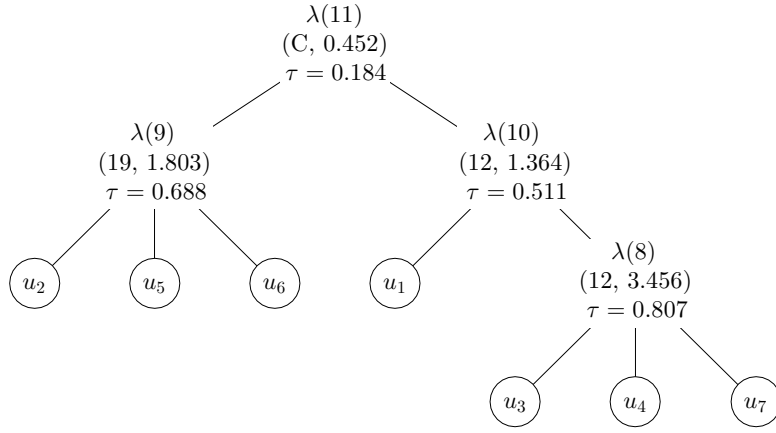 λ(11)
(C, 0.452)
τ = 0.184
λ(9)
(19, 1.803)
τ = 0.688
λ(10)
(12, 1.364)
τ = 0.511
u₂
u₅
u₆
u₁
λ(8)
(12, 3.456)
τ = 0.807
u₃
u₄
u₇